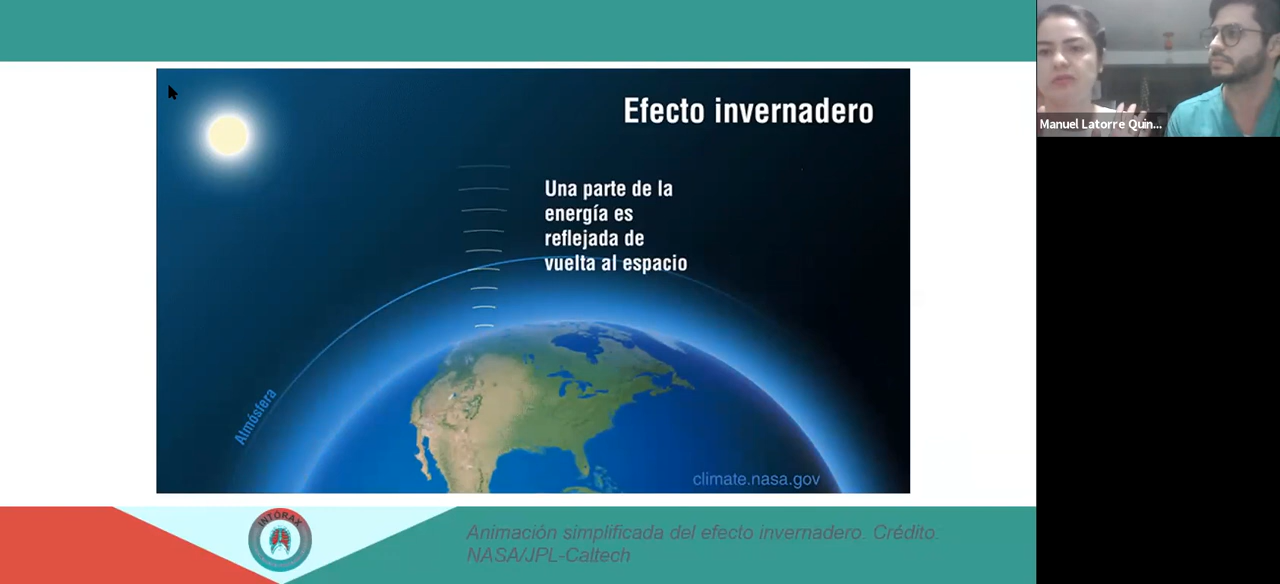 Efecto invernadero
Una parte de la
energía es
reflejada de
vuelta al espacio
Atmósfera
climate.nasa.gov
Manuel Latorre Quin...
INTÓRAX
Animación simplificada del efecto invernadero. Crédito.
NASA/JPL-Caltech